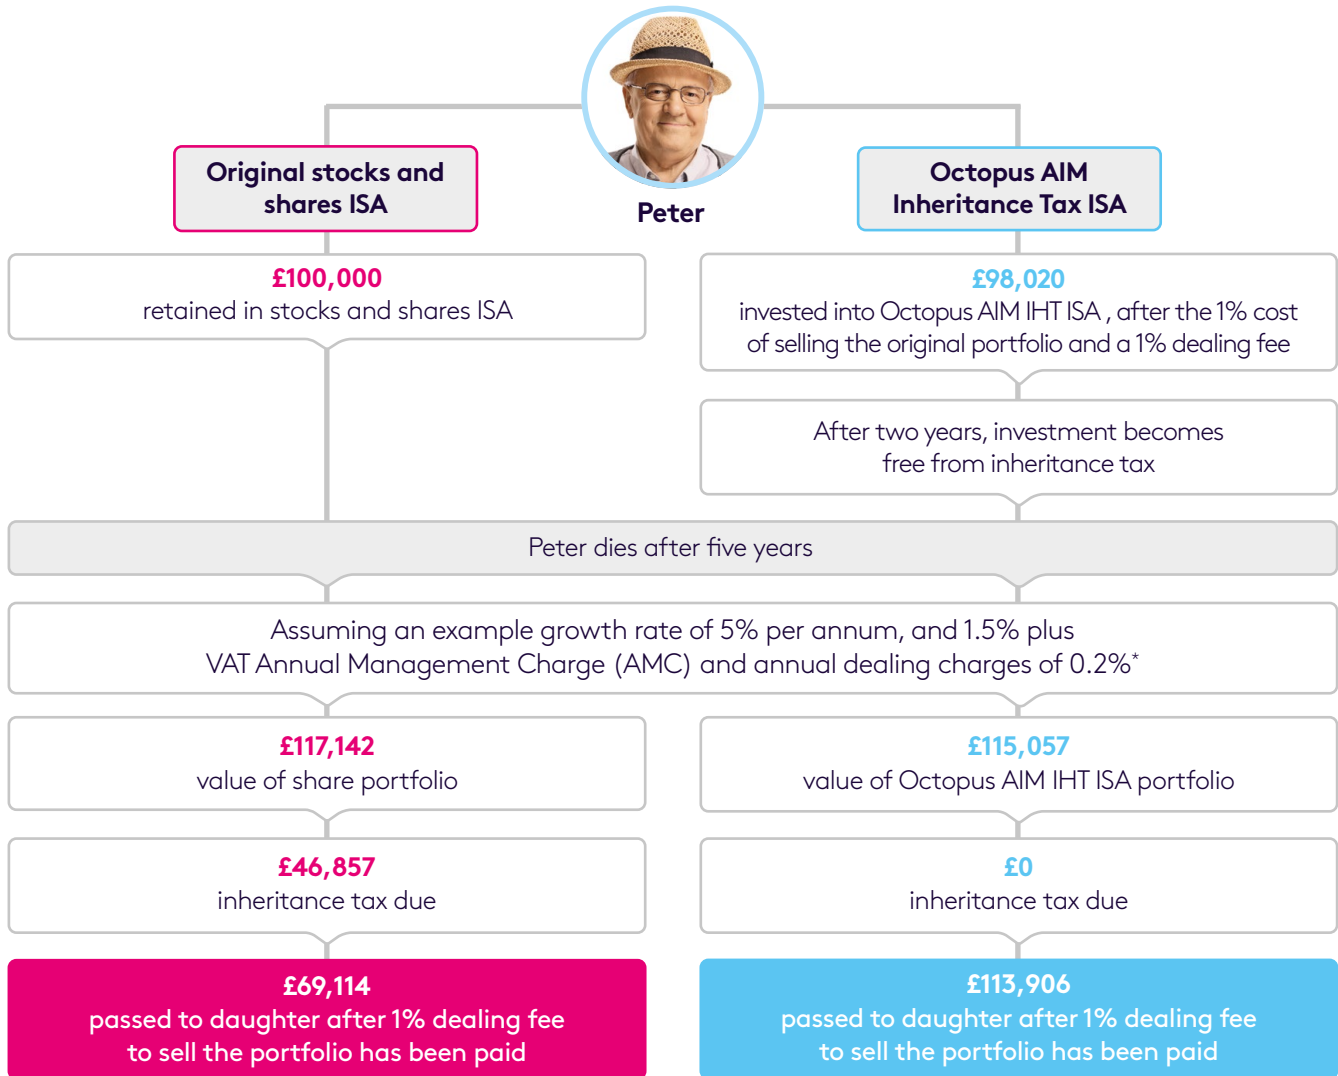 Peter
Original stocks and
shares ISA
£100,000
retained in stocks and shares ISA
Octopus AIM
Inheritance Tax ISA
£98,020
invested into Octopus AIM IHT ISA , after the 1% cost
of selling the original portfolio and a 1% dealing fee
After two years, investment becomes
free from inheritance tax
Peter dies after five years
Assuming an example growth rate of 5% per annum, and 1.5% plus
VAT Annual Management Charge (AMC) and annual dealing charges of 0.2%*
£117,142
value of share portfolio
£46,857
inheritance tax due
£69,114
passed to daughter after 1% dealing fee
to sell the portfolio has been paid
£115,057
value of Octopus AIM IHT ISA portfolio
£0
inheritance tax due
£113,906
passed to daughter after 1% dealing fee
to sell the portfolio has been paid